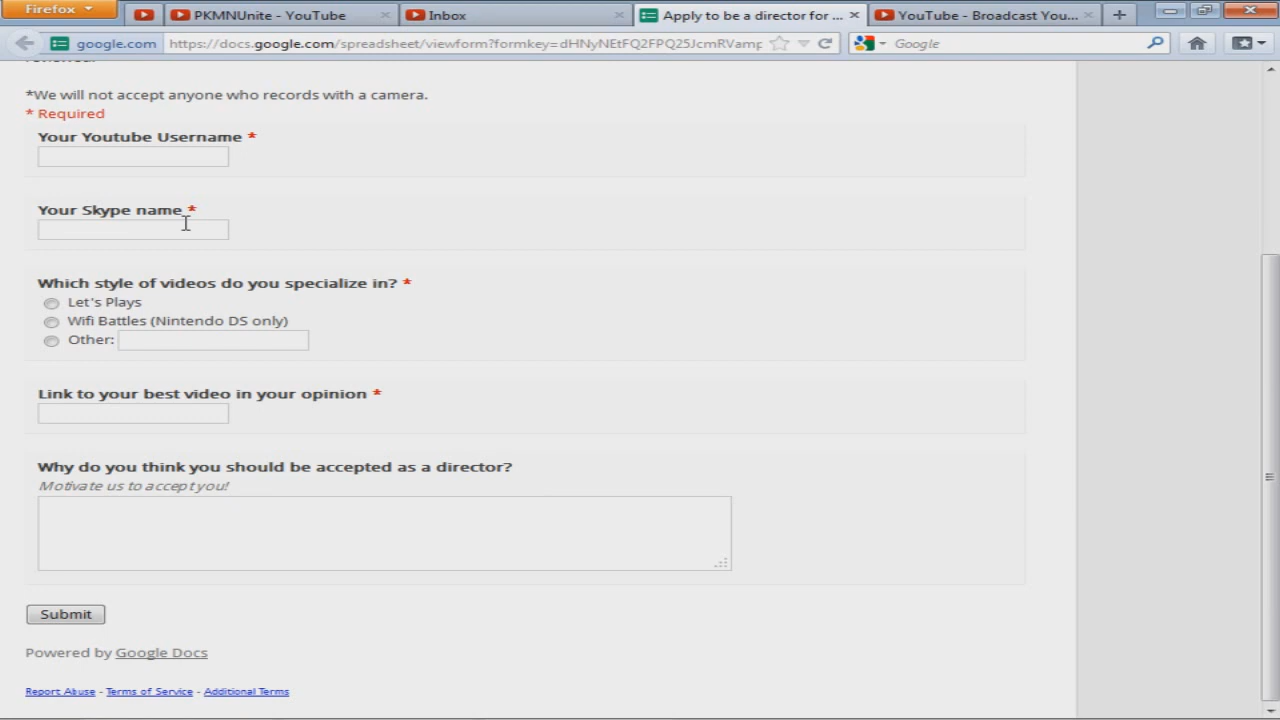 Firefox
PKMNUnite - YouTube
Inbox
Apply to be a director for ...
YouTube - Broadcast You...
google.com
https://docs.google.com/spreadsheet/viewform?formkey=dHNyNEtFQ2FPQ25JcmRVamp
Google
*We will not accept anyone who records with a camera.
* Required
Your Youtube Username *
Your Skype name *
Which style of videos do you specialize in? *
Let's Plays
Wifi Battles (Nintendo DS only)
Other:
Link to your best video in your opinion *
Why do you think you should be accepted as a director?
Motivate us to accept you!
Submit
Powered by Google Docs
Report Abuse - Terms of Service - Additional Terms